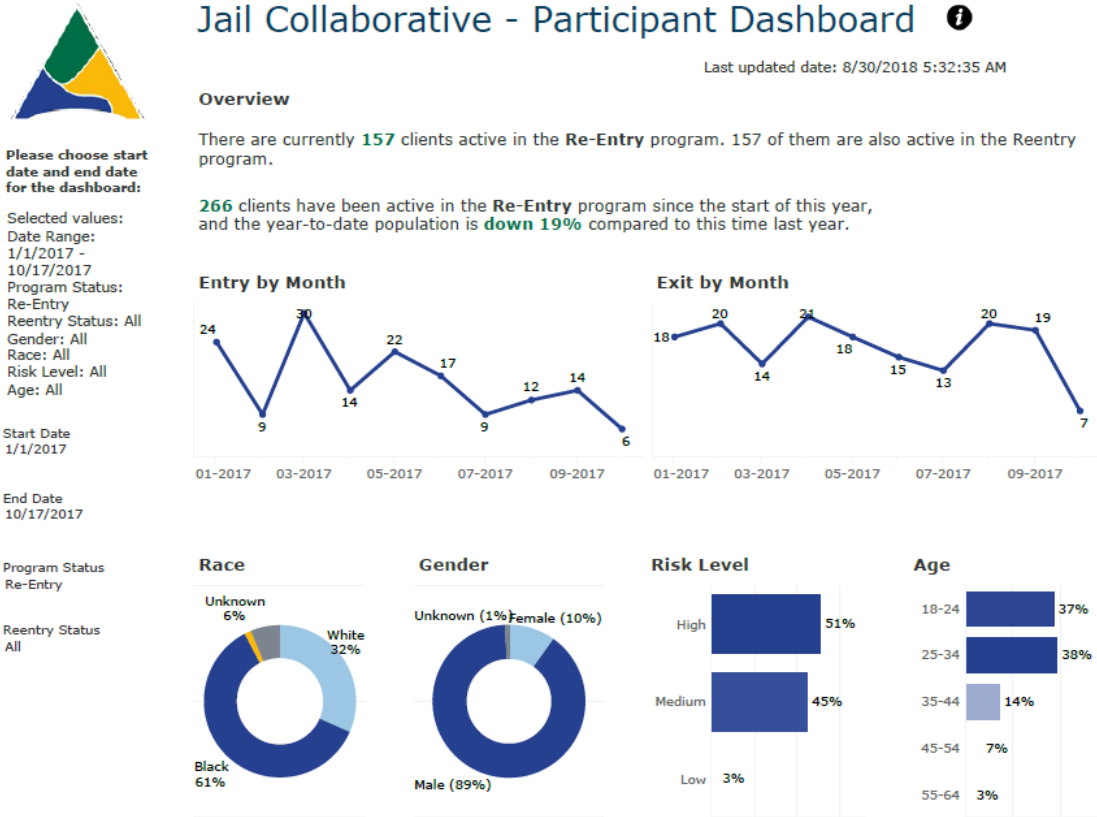 Jail Collaborative - Participant Dashboard i
Last updated date: 8/30/2018 5:32:35 AM
Please choose start
date and end date
for the dashboard:
Selected values:
Date Range:
1/1/2017 -
10/17/2017
Program Status:
Re-Entry
Reentry Status: All
Gender: All
Race: All
Risk Level: All
Age: All
Start Date
1/1/2017
End Date
10/17/2017
Program Status
Re-Entry
Reentry Status
All
Overview
There are currently 157 clients active in the Re-Entry program. 157 of them are also active in the Reentry
program.
266 clients have been active in the Re-Entry program since the start of this year,
and the year-to-date population is down 19% compared to this time last year.
Entry by Month
24
9
30
14
22
17
9
12
14
6
01-2017 03-2017 05-2017 07-2017 09-2017
Exit by Month
18
20
14
21
18
15
13
20
19
7
01-2017 03-2017 05-2017 07-2017 09-2017
Race
Unknown
6%
White
32%
Black
61%
Gender
Unknown (1%)
Female (10%)
Male (89%)
Risk Level
High 51%
Medium 45%
Low 3%
Age
18-24 37%
25-34 38%
35-44 14%
45-54 7%
55-64 3%